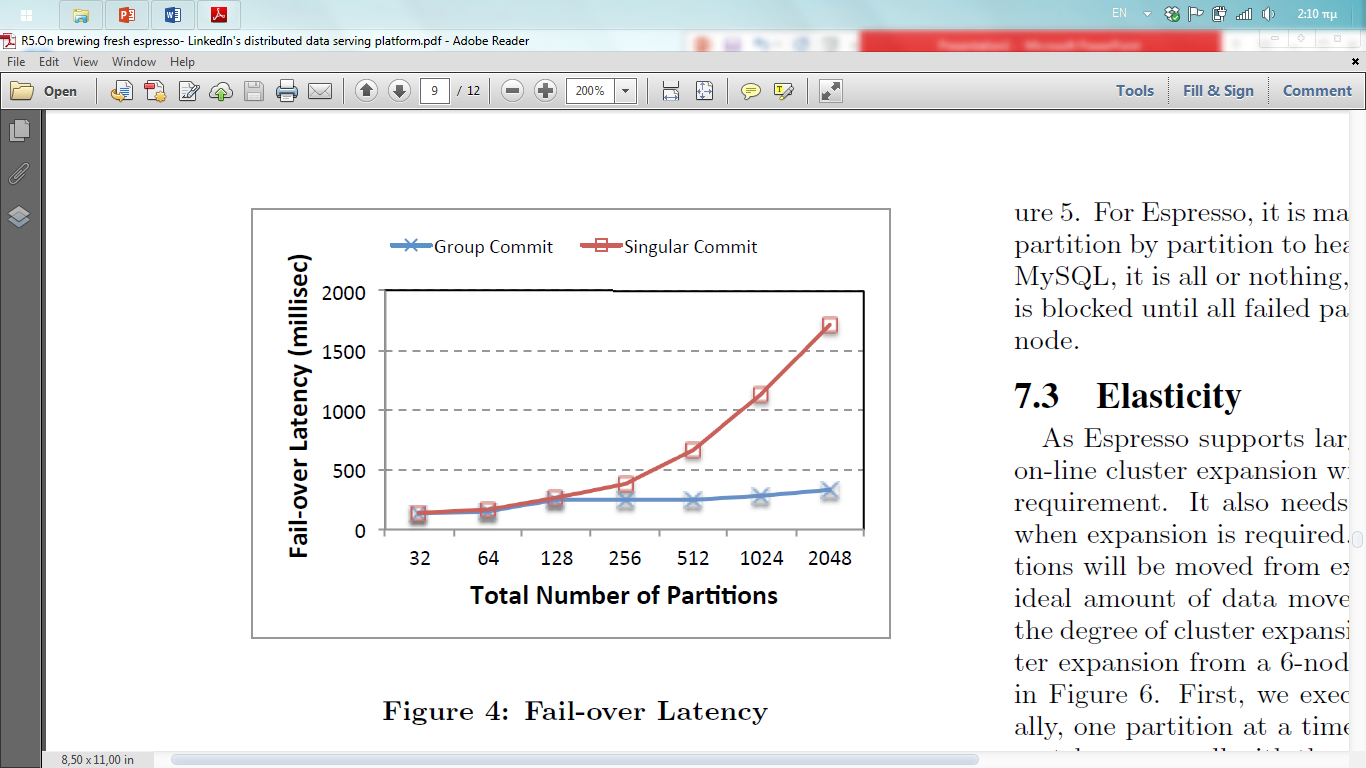 EN
2:10 πμ
R5.On brewing fresh espresso- LinkedIn's distributed data serving platform.pdf - Adobe Reader
File Edit View Window Help
Open
9 / 12
200%
Tools Fill & Sign Comment
Group Commit Singular Commit
Fail-over Latency (millisec)
2000
1500
1000
500
0
32 64 128 256 512 1024 2048
Total Number of Partitions
Figure 4: Fail-over Latency
ure 5. For Espresso, it is ma
partition by partition to hea
MySQL, it is all or nothing,
is blocked until all failed pa
node.
7.3 Elasticity
As Espresso supports lar
on-line cluster expansion wi
requirement. It also needs
when expansion is required.
tions will be moved from ex
ideal amount of data move
the degree of cluster expansi
ter expansion from a 6-nod
in Figure 6. First, we exec
ally, one partition at a time
8,50 x 11,00 in